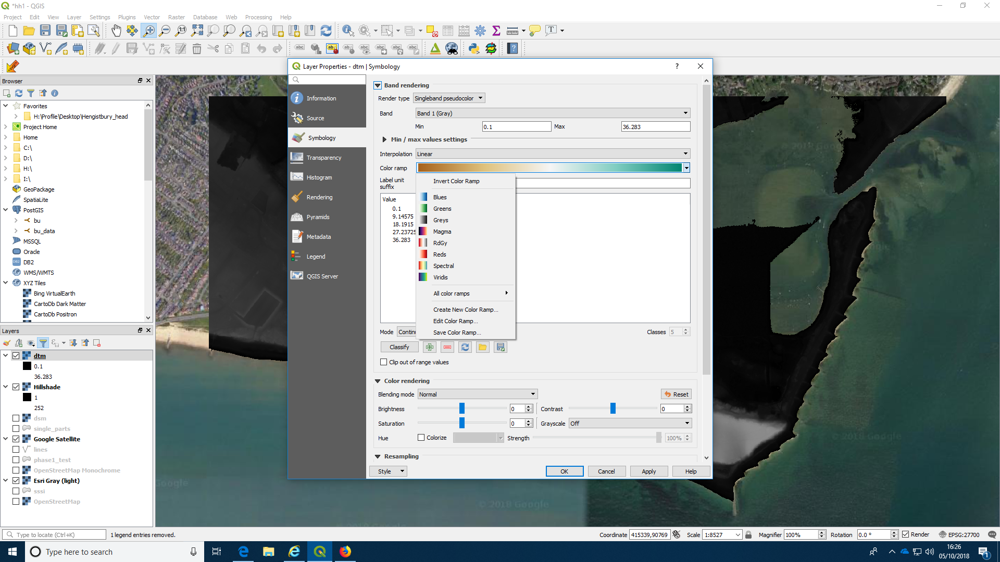 *hh1 - QGIS
Project Edit View Layer Settings Plugins Vector Raster Database Web Processing Help
Browser
Favorites
H:\Profile\Desktop\Hengistbury_head
Project Home
Home
C:\
D:\
H:\
I:\
GeoPackage
SpatiaLite
PostGIS
bu
bu_data
MSSQL
Oracle
DB2
WMS/WMTS
XYZ Tiles
Bing VirtualEarth
CartoDb Dark Matter
CartoDb Positron
Layers
dtm
0.1
36.283
Hillshade
1
252
dsm
single_parts
Google Satellite
lines
phase1_test
OpenStreetMap Monochrome
Esri Gray (light)
sssi
OpenStreetMap
Layer Properties - dtm | Symbology
?
Information
Source
Symbology
Transparency
Histogram
Rendering
Pyramids
Metadata
Legend
QGIS Server
Band rendering
Render type Singleband pseudocolor
Band Band 1 (Gray)
Min 0.1 Max 36.283
Min / max values settings
Interpolation Linear
Color ramp
Label unit
suffix
Value
0.1
9.14575
18.1915
27.23725
36.283
Invert Color Ramp
Blues
Greens
Greys
Magma
RdGy
Reds
Spectral
Viridis
All color ramps
Create New Color Ramp...
Edit Color Ramp...
Save Color Ramp...
Mode Continu Classes 5
Classify
Clip out of range values
Color rendering
Blending mode Normal Reset
Brightness 0 Contrast 0
Saturation 0 Grayscale Off
Hue Colorize Strength 100%
Resampling
Style OK Cancel Apply Help
Google
© 2018 Google
© 2018 Google
Type to locate (Ctrl+K) 1 legend entries removed. Coordinate 415339,90769 Scale 1:8527 Magnifier 100% Rotation 0.0 ° Render EPSG:27700
Type here to search
16:26
05/10/2018
1